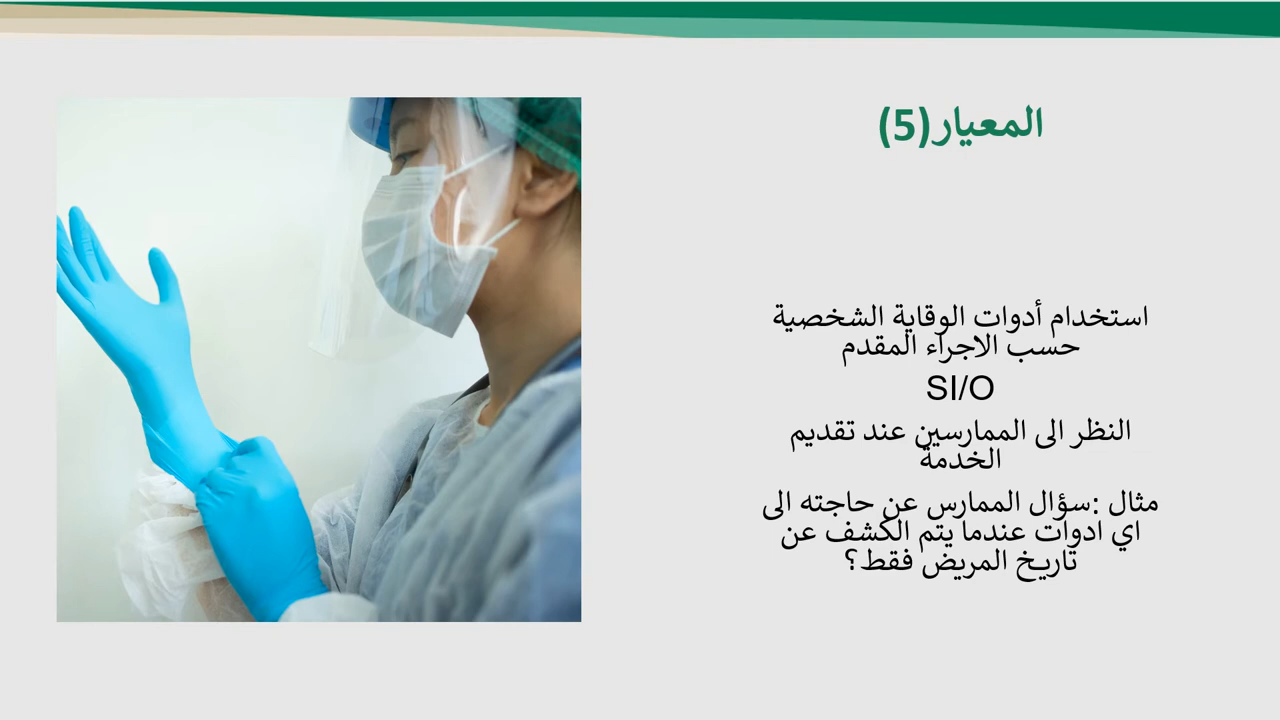 المعيار(5)
استخدام أدوات الوقاية الشخصية
حسب الاجراء المقدم
SI/O
النظر الى الممارسين عند تقديم
الخدمة
مثال :سؤال الممارس عن حاجته الى
اي ادوات عندما يتم الكشف عن
تاريخ المريض فقط؟